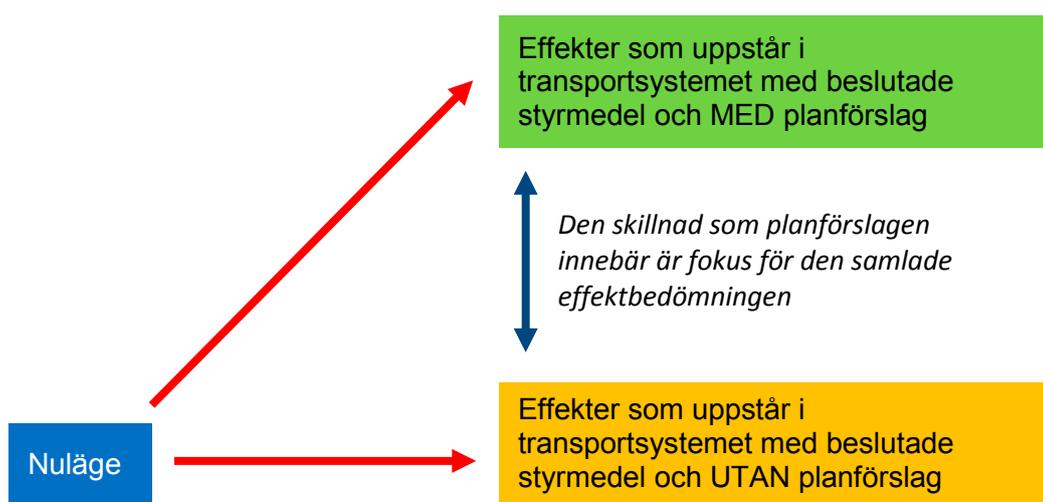 Effekter som uppstår i
transportsystemet med beslutade
styrmedel och MED planförslag
Den skillnad som planförslagen
innebär är fokus för den samlade
effektbedömningen
Nuläge
Effekter som uppstår i
transportsystemet med beslutade
styrmedel och UTAN planförslag